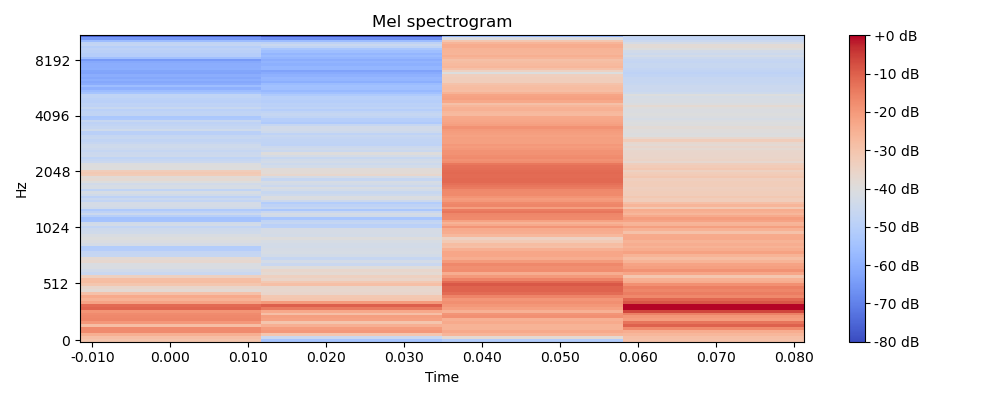 Mel spectrogram
Hz
8192
4096
2048
1024
512
0
-0.010 0.000 0.010 0.020 0.030 0.040 0.050 0.060 0.070 0.080
Time
+0 dB
-10 dB
-20 dB
-30 dB
-40 dB
-50 dB
-60 dB
-70 dB
-80 dB